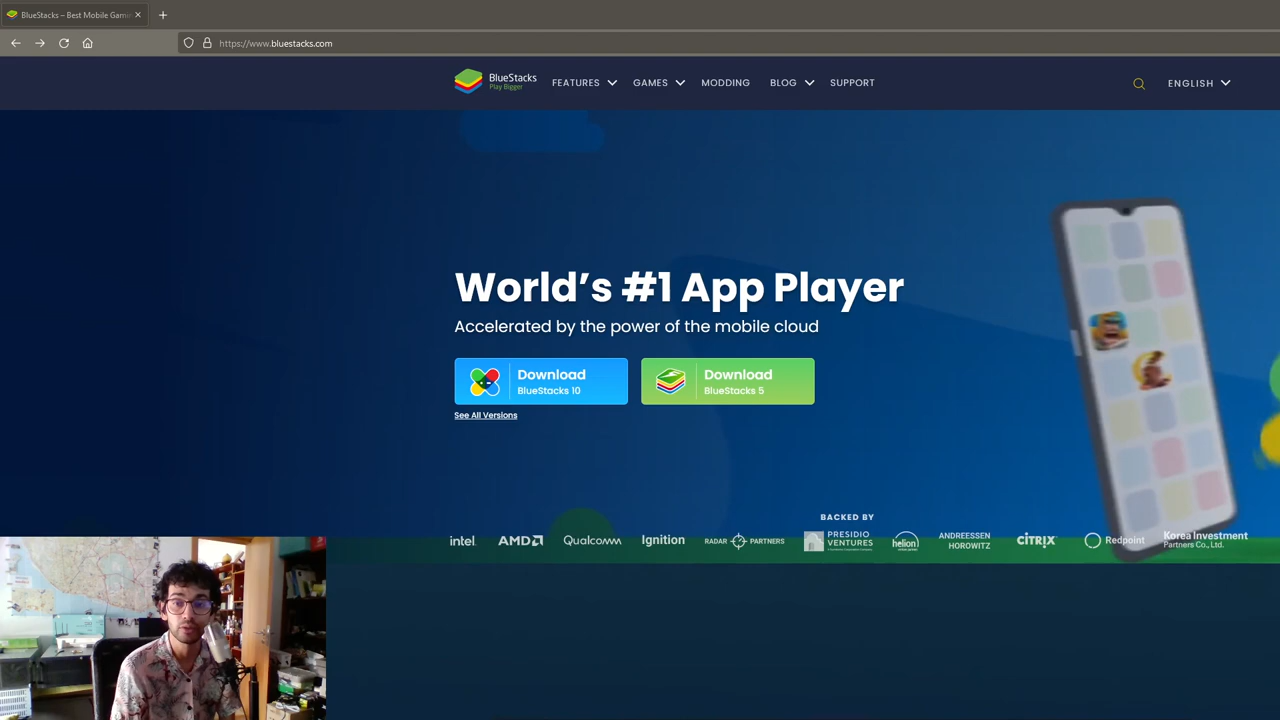 BlueStacks – Best Mobile Gami
https://www.bluestacks.com
BlueStacks
Play Bigger
FEATURES
GAMES
MODDING
BLOG
SUPPORT
ENGLISH
World's #1 App Player
Accelerated by the power of the mobile cloud
Download
BlueStacks 10
Download
BlueStacks 5
See All Versions
BACKED BY
intel
AMD
Qualcomm
Ignition
RADAR PARTNERS
PRESIDIO
VENTURES
helion
ANDREESSEN
HOROWITZ
CITRIX
Redpoint
Korea Investment
Partners Co., Ltd.